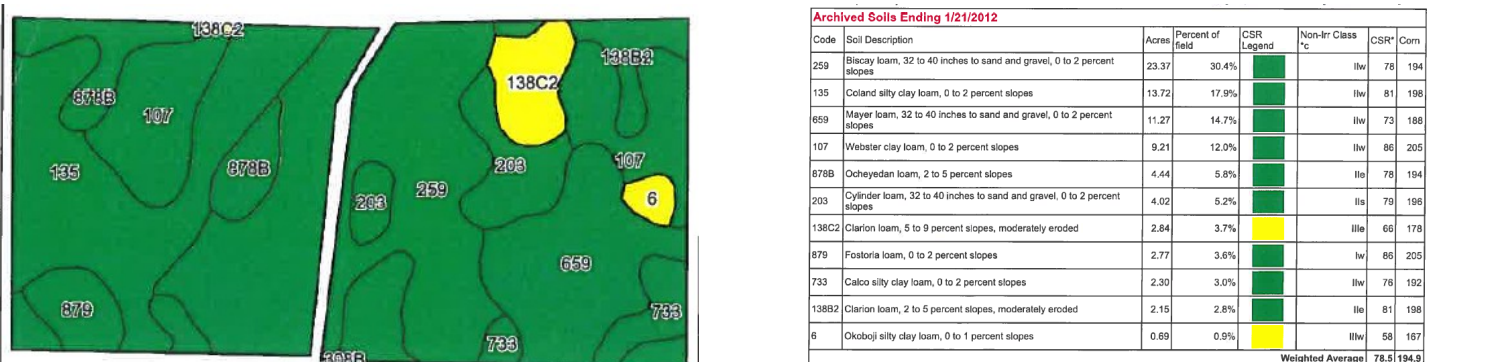 138C2
138B2
138C2
878B
107
203
107
135
878B
259
6
203
659
879
733
733
308B
Archived Soils Ending 1/21/2012
Code Soil Description Acres Percent of field CSR Legend Non-Irr Class *c CSR* Corn
259 Biscay loam, 32 to 40 inches to sand and gravel, 0 to 2 percent slopes 23.37 30.4% IIw 78 194
135 Coland silty clay loam, 0 to 2 percent slopes 13.72 17.9% IIw 81 198
659 Mayer loam, 32 to 40 inches to sand and gravel, 0 to 2 percent slopes 11.27 14.7% IIw 73 188
107 Webster clay loam, 0 to 2 percent slopes 9.21 12.0% IIw 86 205
878B Ocheyedan loam, 2 to 5 percent slopes 4.44 5.8% IIe 78 194
203 Cylinder loam, 32 to 40 inches to sand and gravel, 0 to 2 percent slopes 4.02 5.2% IIs 79 196
138C2 Clarion loam, 5 to 9 percent slopes, moderately eroded 2.84 3.7% IIIe 66 178
879 Fostoria loam, 0 to 2 percent slopes 2.77 3.6% Iw 86 205
733 Calco silty clay loam, 0 to 2 percent slopes 2.30 3.0% IIw 76 192
138B2 Clarion loam, 2 to 5 percent slopes, moderately eroded 2.15 2.8% IIe 81 198
6 Okoboji silty clay loam, 0 to 1 percent slopes 0.69 0.9% IIIw 58 167
Weighted Average 78.5 194.9